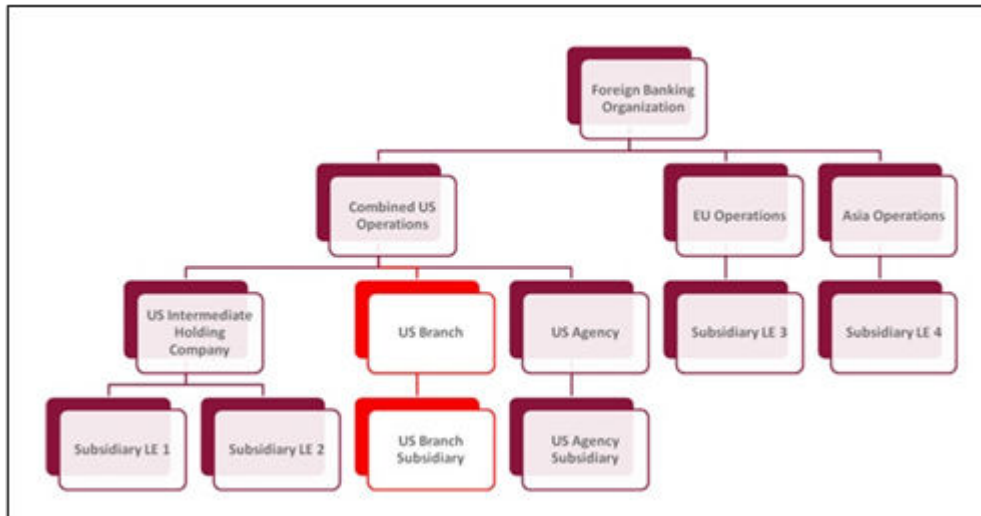 Foreign Banking
Organization
Combined US
Operations
EU Operations
Asia Operations
US Intermediate
Holding
Company
US Branch
US Agency
Subsidiary LE 3
Subsidiary LE 4
Subsidiary LE 1
Subsidiary LE 2
US Branch
Subsidiary
US Agency
Subsidiary